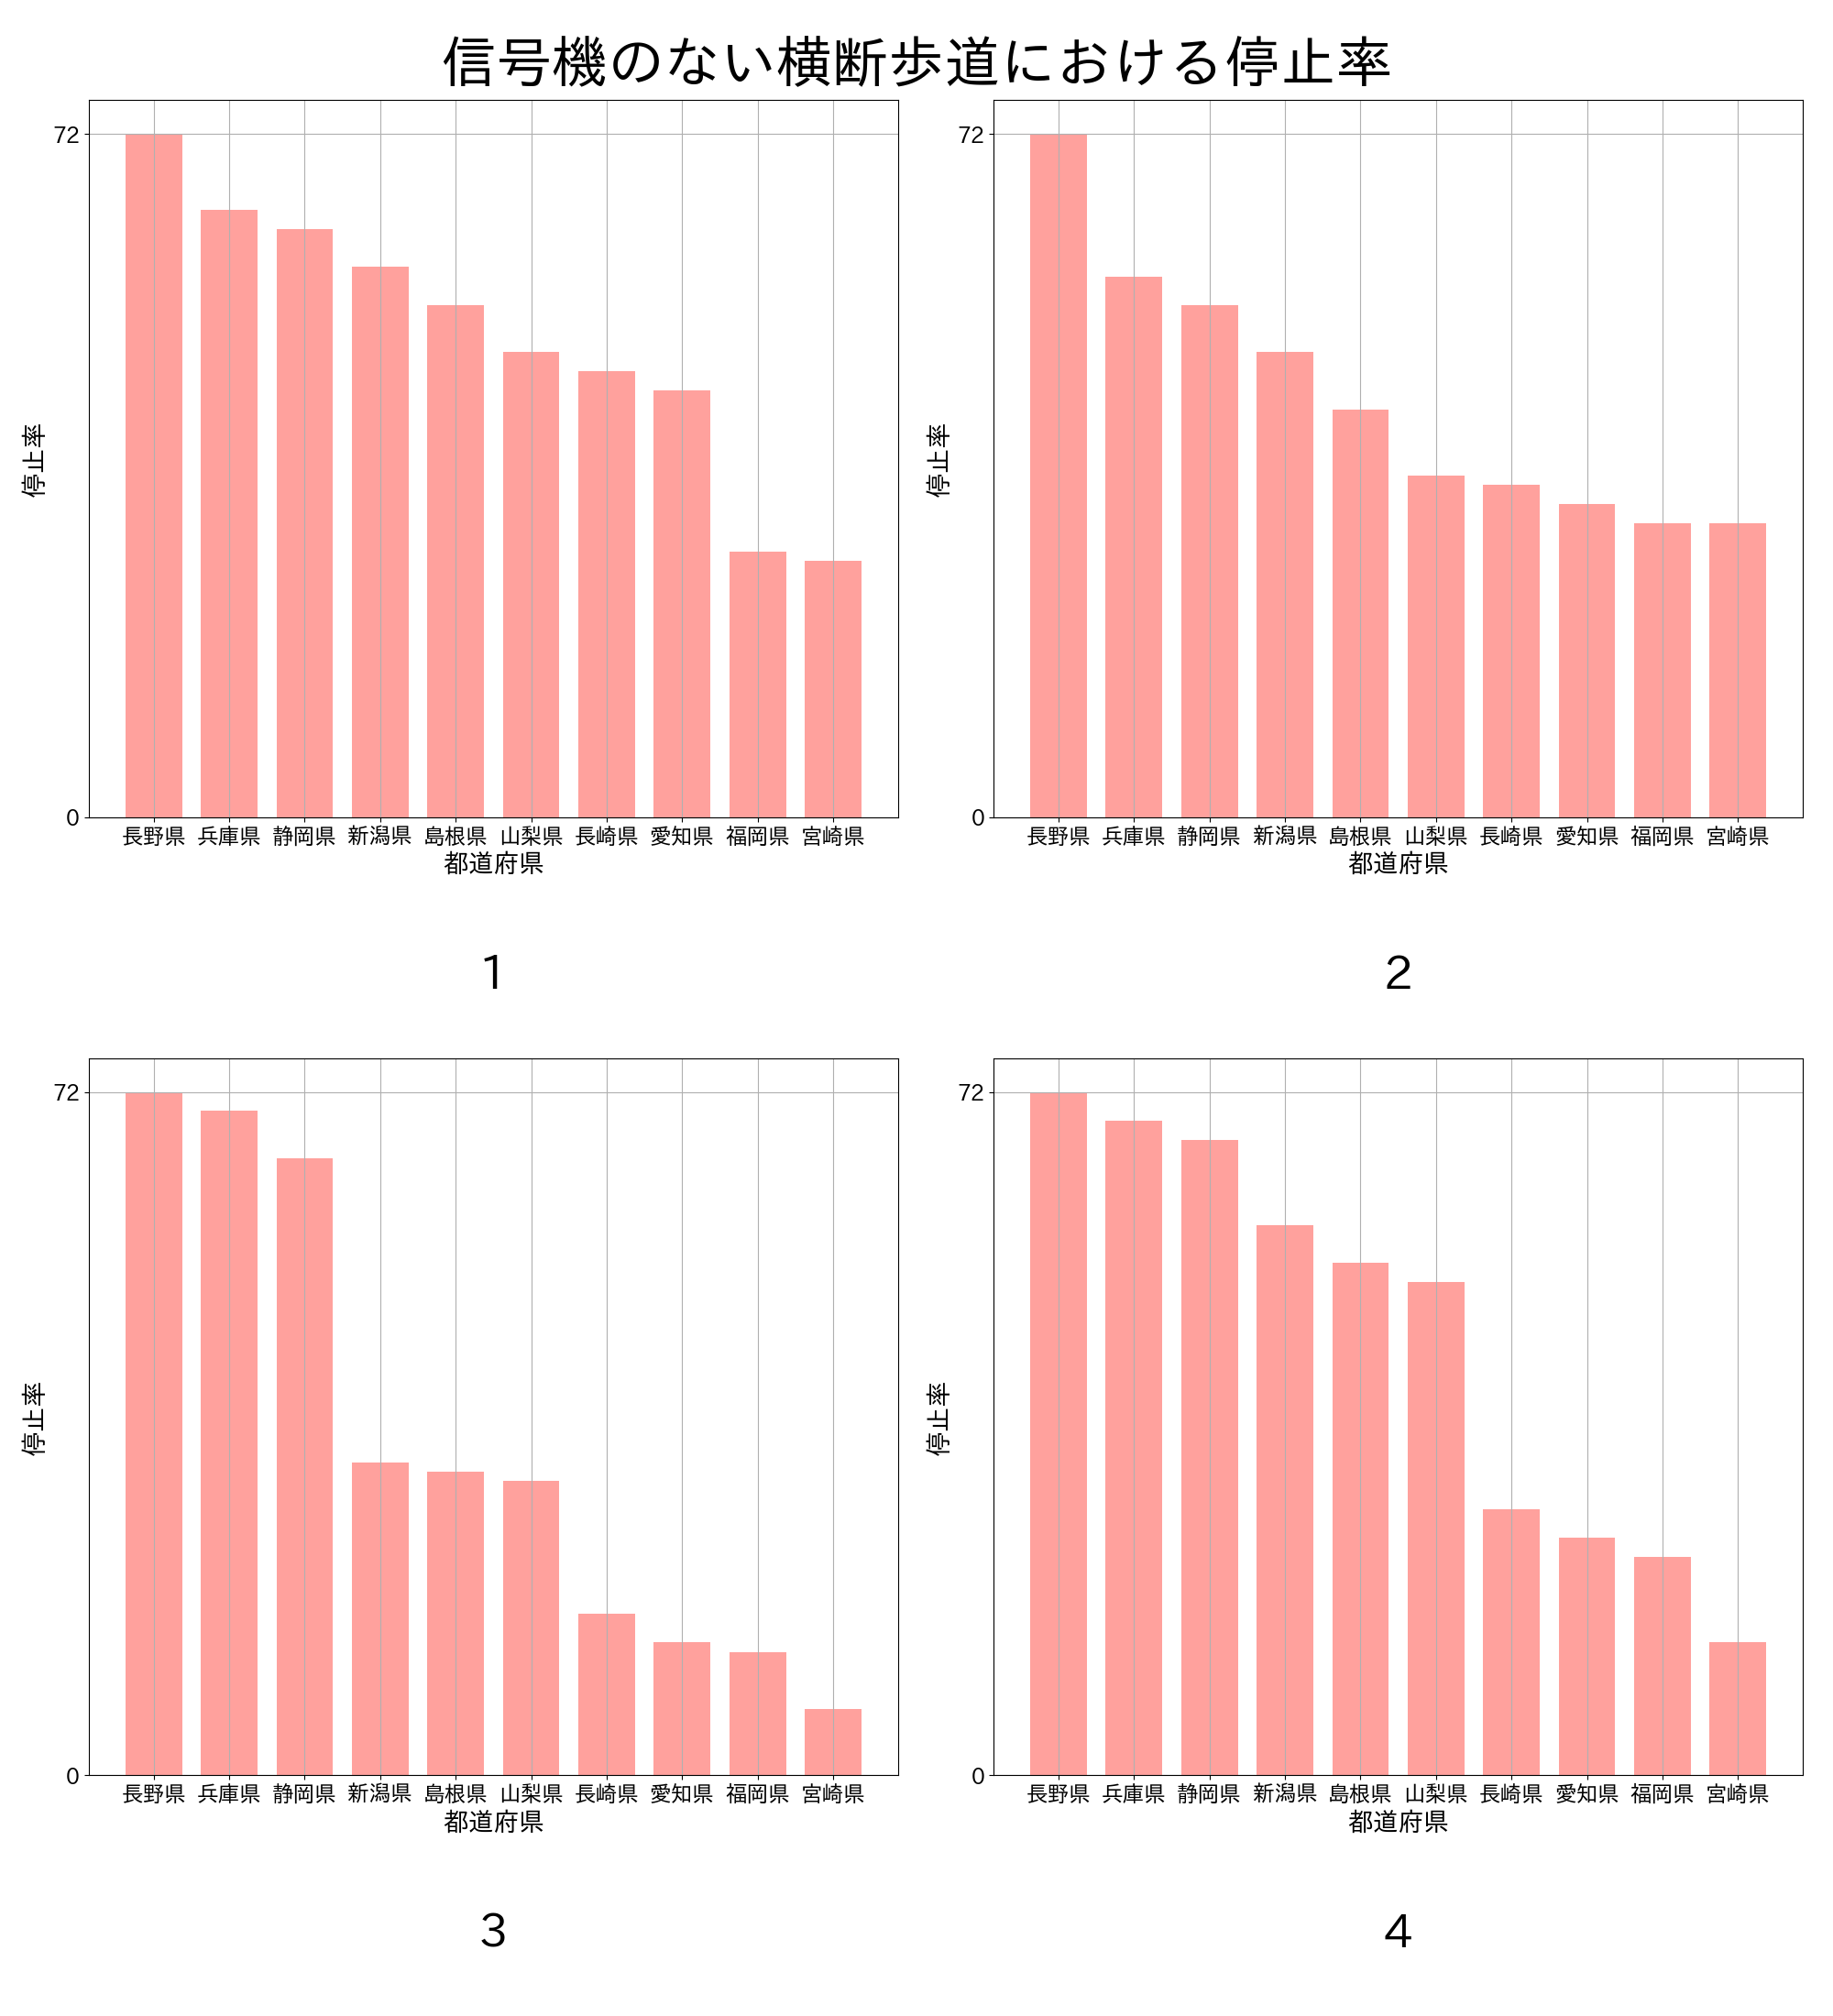 信号機のない横断歩道における停止率
72
0
停止率
長野県 兵庫県 静岡県 新潟県 島根県 山梨県 長崎県 愛知県 福岡県 宮崎県
都道府県
1
72
0
停止率
長野県 兵庫県 静岡県 新潟県 島根県 山梨県 長崎県 愛知県 福岡県 宮崎県
都道府県
2
72
0
停止率
長野県 兵庫県 静岡県 新潟県 島根県 山梨県 長崎県 愛知県 福岡県 宮崎県
都道府県
3
72
0
停止率
長野県 兵庫県 静岡県 新潟県 島根県 山梨県 長崎県 愛知県 福岡県 宮崎県
都道府県
4